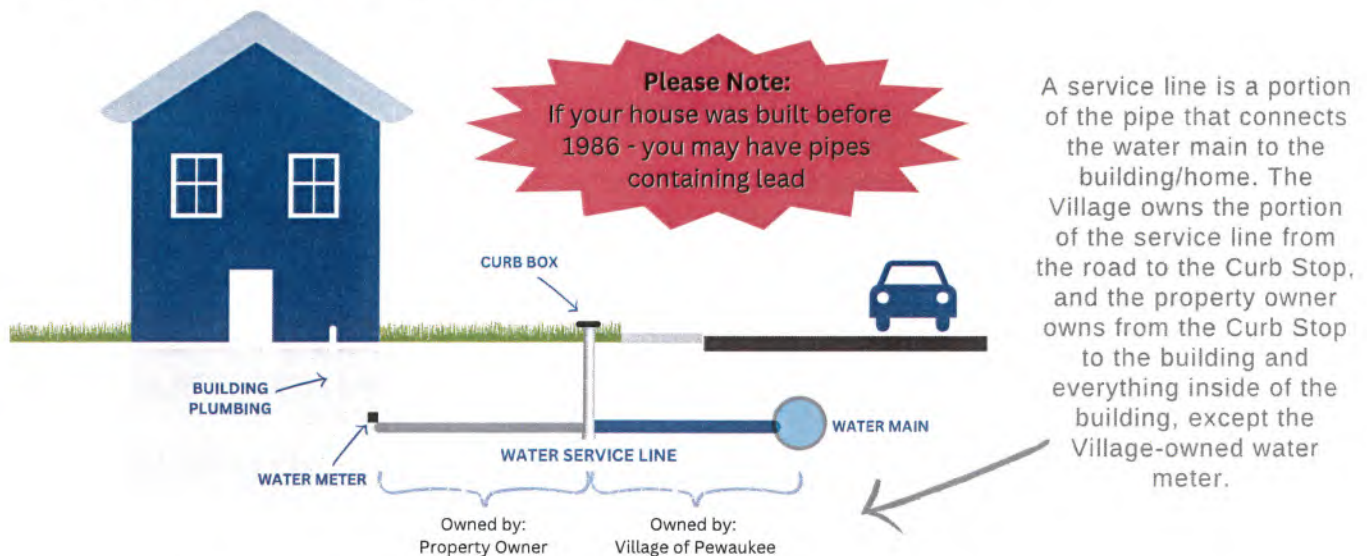 Please Note:
If your house was built before
1986 - you may have pipes
containing lead
A service line is a portion
of the pipe that connects
the water main to the
building/home. The
Village owns the portion
of the service line from
the road to the Curb Stop,
and the property owner
owns from the Curb Stop
to the building and
everything inside of the
building, except the
Village-owned water
meter.
CURB BOX
BUILDING
PLUMBING
WATER MAIN
WATER SERVICE LINE
WATER METER
Owned by:
Property Owner
Owned by:
Village of Pewaukee